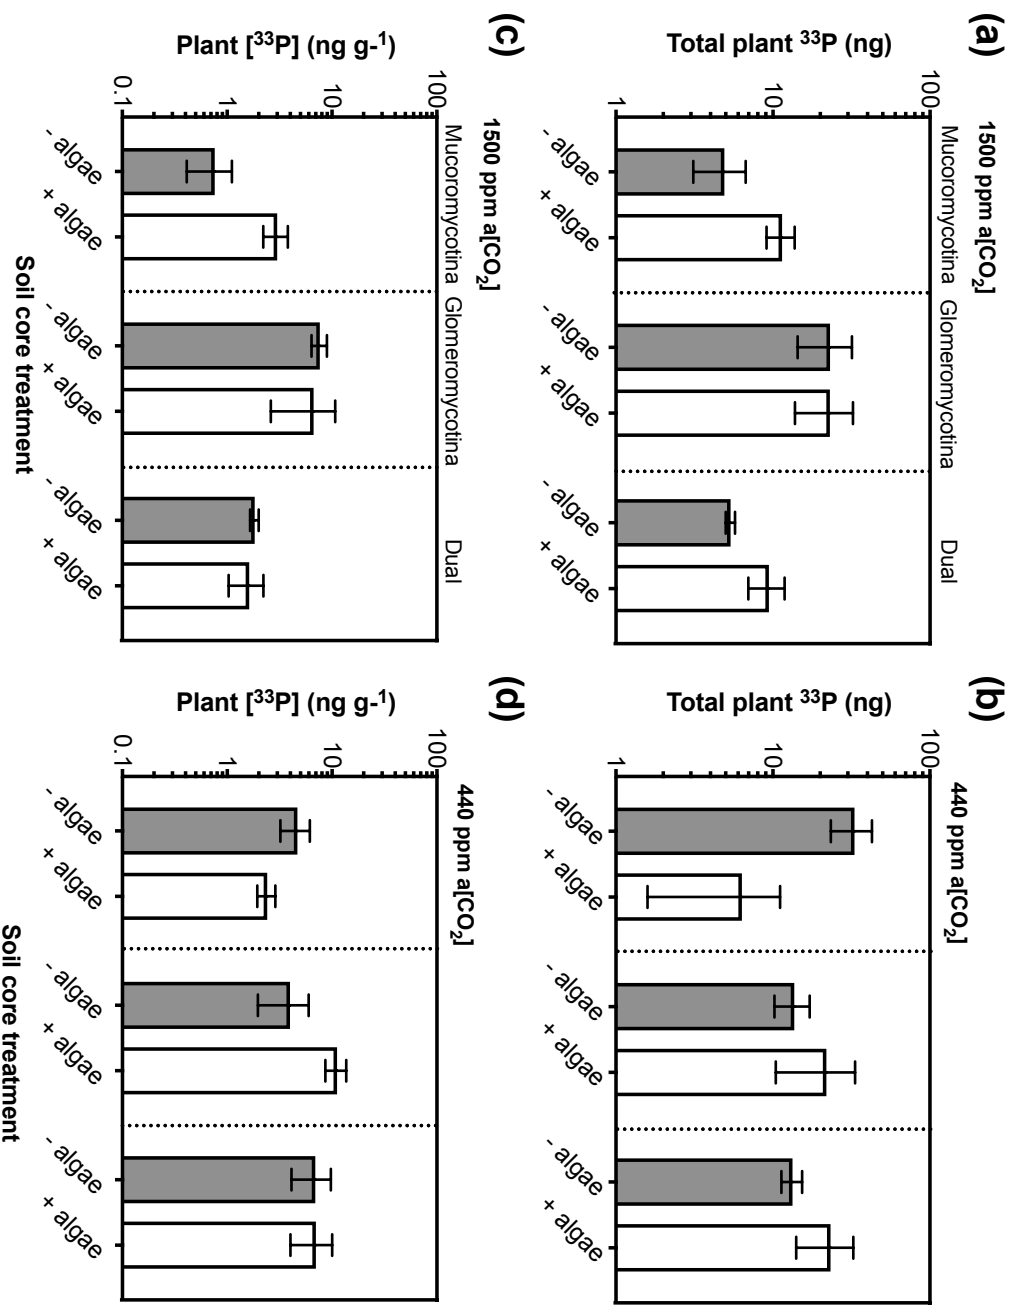 (a)
1500 ppm a[CO₂]
Mucoromycotina Glomeromycotina Dual
Total plant ³³P (ng)
100
10
1
- algae + algae - algae + algae - algae + algae
(b)
440 ppm a[CO₂]
Total plant ³³P (ng)
100
10
1
- algae + algae - algae + algae - algae + algae
(c)
1500 ppm a[CO₂]
Mucoromycotina Glomeromycotina Dual
Plant [³³P] (ng g-¹)
100
10
1
0.1
- algae + algae - algae + algae - algae + algae
Soil core treatment
(d)
440 ppm a[CO₂]
Plant [³³P] (ng g-¹)
100
10
1
0.1
- algae + algae - algae + algae - algae + algae
Soil core treatment